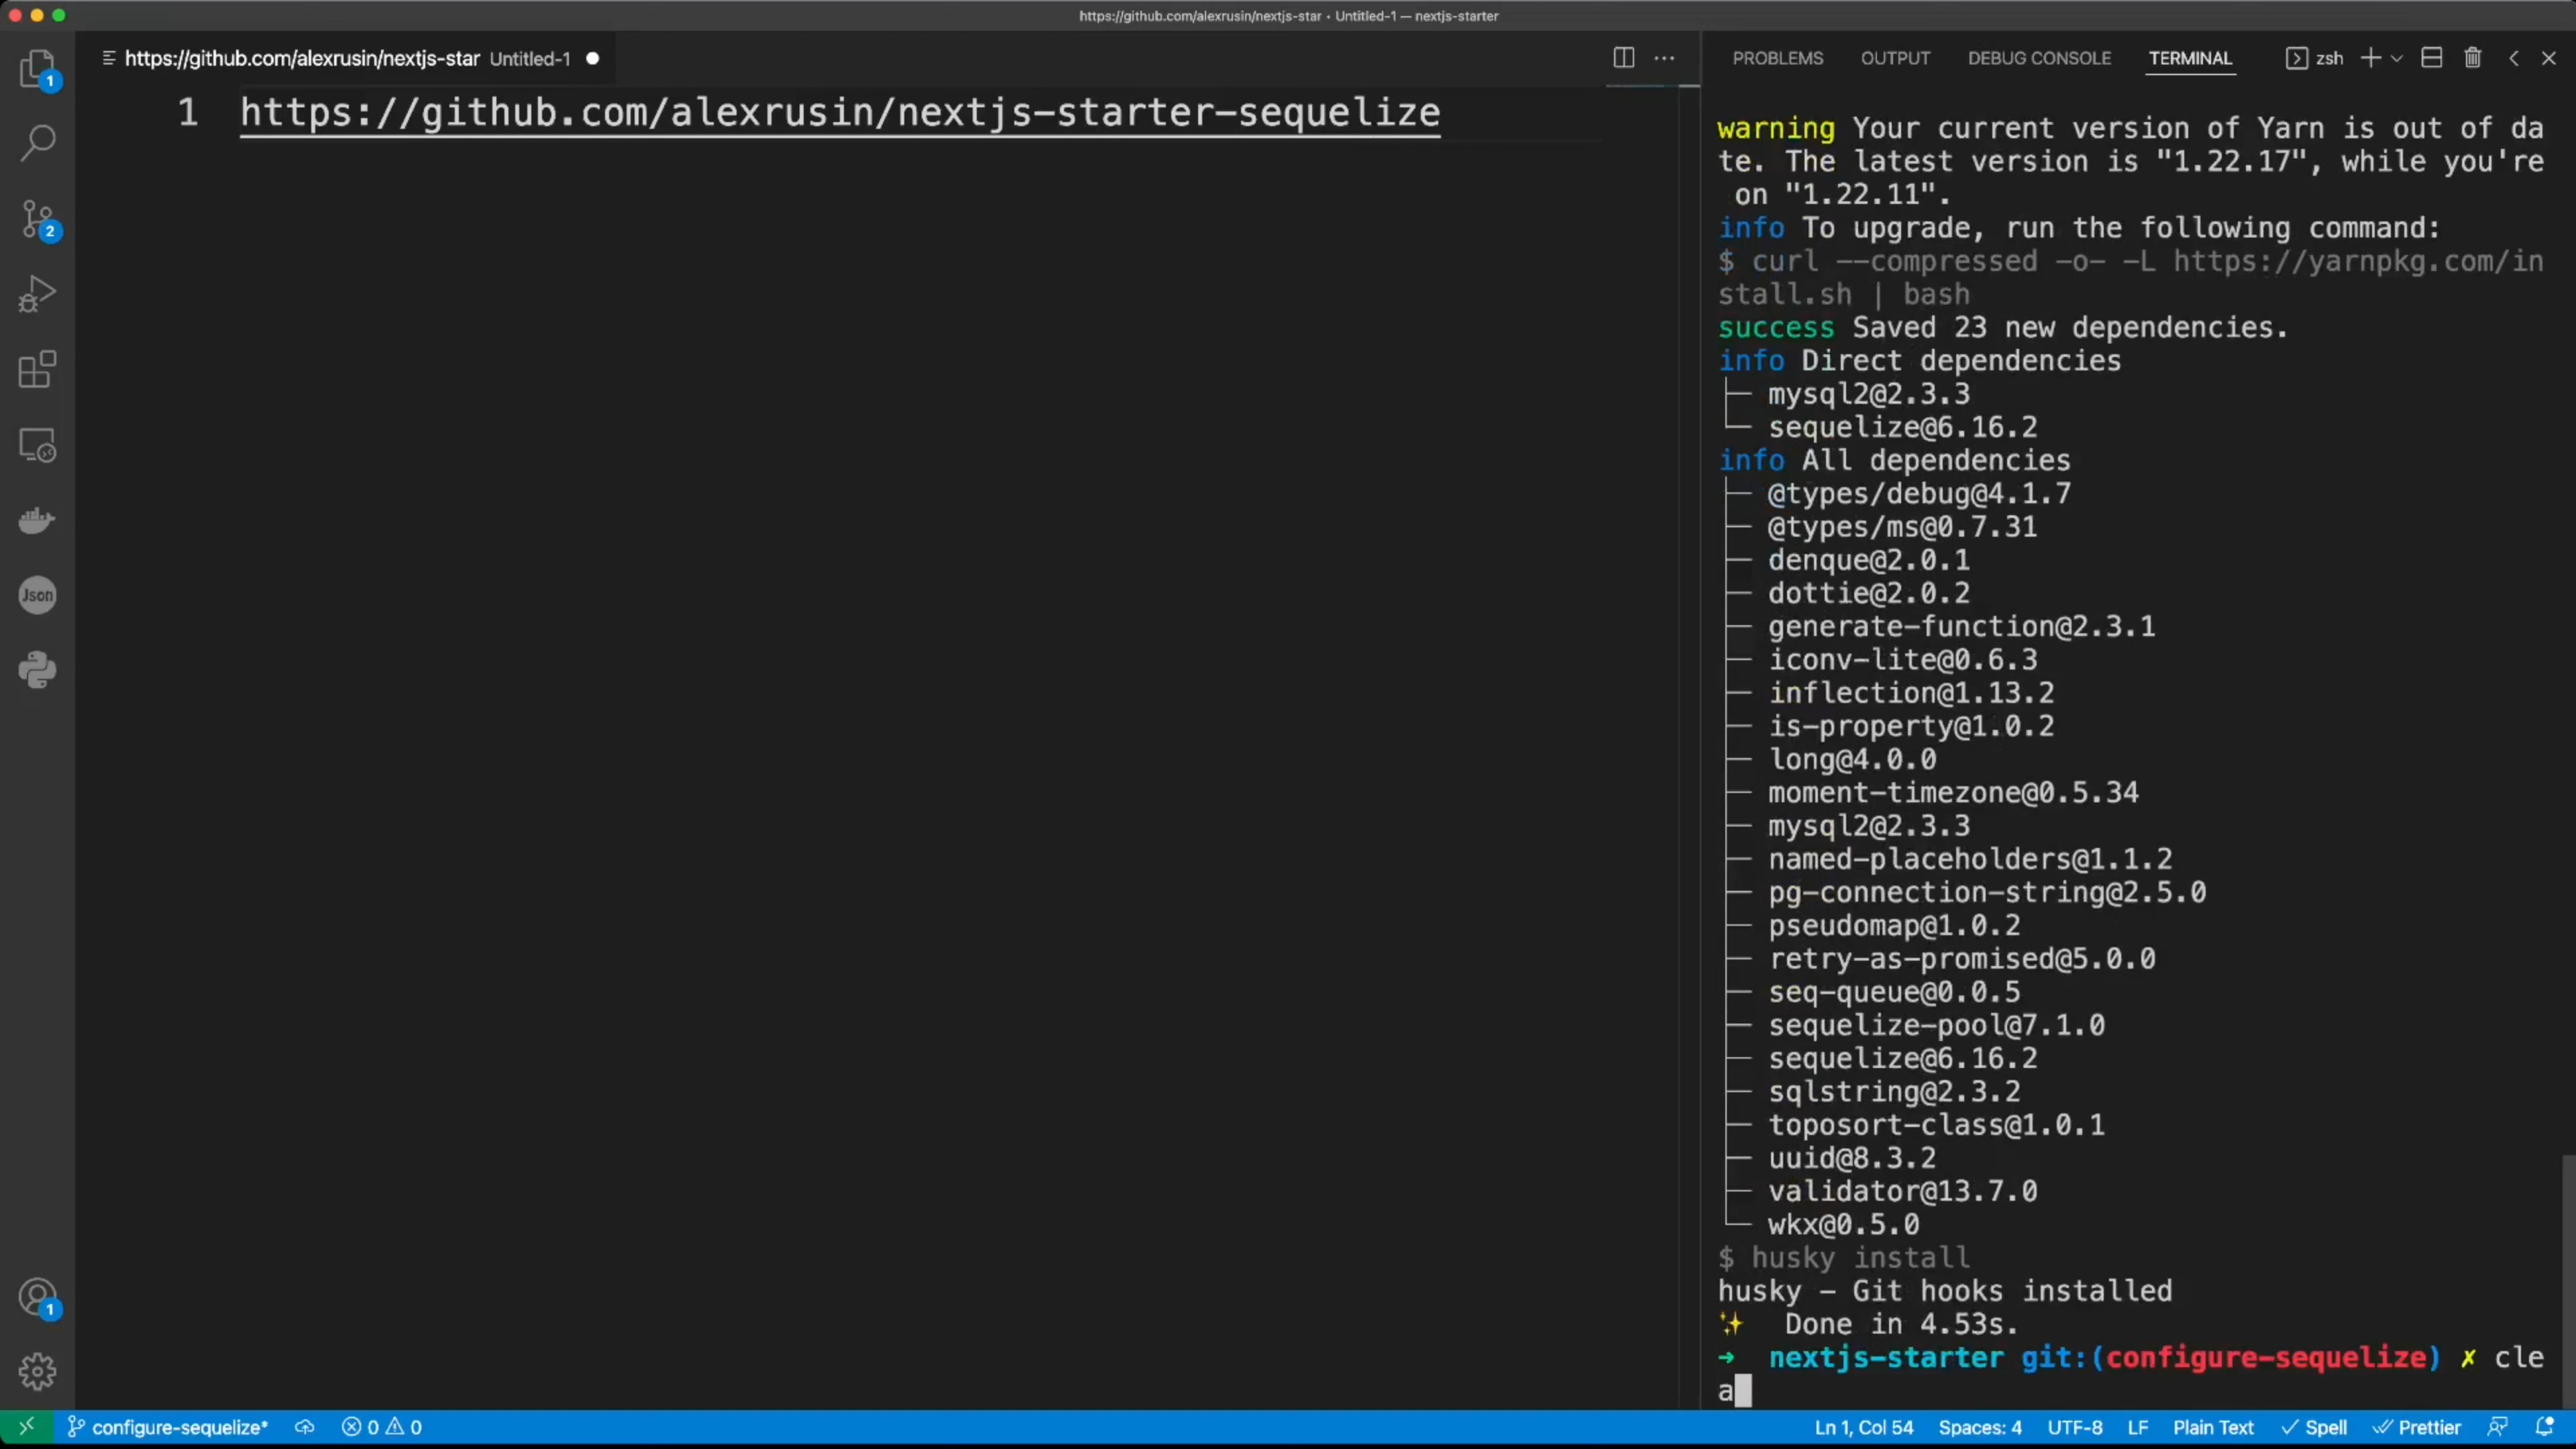 https://github.com/alexrusin/nextjs-star • Untitled-1 — nextjs-starter
https://github.com/alexrusin/nextjs-star Untitled-1
1 https://github.com/alexrusin/nextjs-starter-sequelize
1
2
Json
1
PROBLEMS OUTPUT DEBUG CONSOLE TERMINAL zsh
warning Your current version of Yarn is out of da
te. The latest version is "1.22.17", while you're
on "1.22.11".
info To upgrade, run the following command:
$ curl --compressed -o- -L https://yarnpkg.com/in
stall.sh | bash
success Saved 23 new dependencies.
info Direct dependencies
├─ mysql2@2.3.3
└─ sequelize@6.16.2
info All dependencies
├─ @types/debug@4.1.7
├─ @types/ms@0.7.31
├─ denque@2.0.1
├─ dottie@2.0.2
├─ generate-function@2.3.1
├─ iconv-lite@0.6.3
├─ inflection@1.13.2
├─ is-property@1.0.2
├─ long@4.0.0
├─ moment-timezone@0.5.34
├─ mysql2@2.3.3
├─ named-placeholders@1.1.2
├─ pg-connection-string@2.5.0
├─ pseudomap@1.0.2
├─ retry-as-promised@5.0.0
├─ seq-queue@0.0.5
├─ sequelize-pool@7.1.0
├─ sequelize@6.16.2
├─ sqlstring@2.3.2
├─ toposort-class@1.0.1
├─ uuid@8.3.2
├─ validator@13.7.0
└─ wkx@0.5.0
$ husky install
husky - Git hooks installed
✨ Done in 4.53s.
→ nextjs-starter git:(configure-sequelize) ✗ cle
a
configure-sequelize* 0 0 Ln 1, Col 54 Spaces: 4 UTF-8 LF Plain Text Spell Prettier